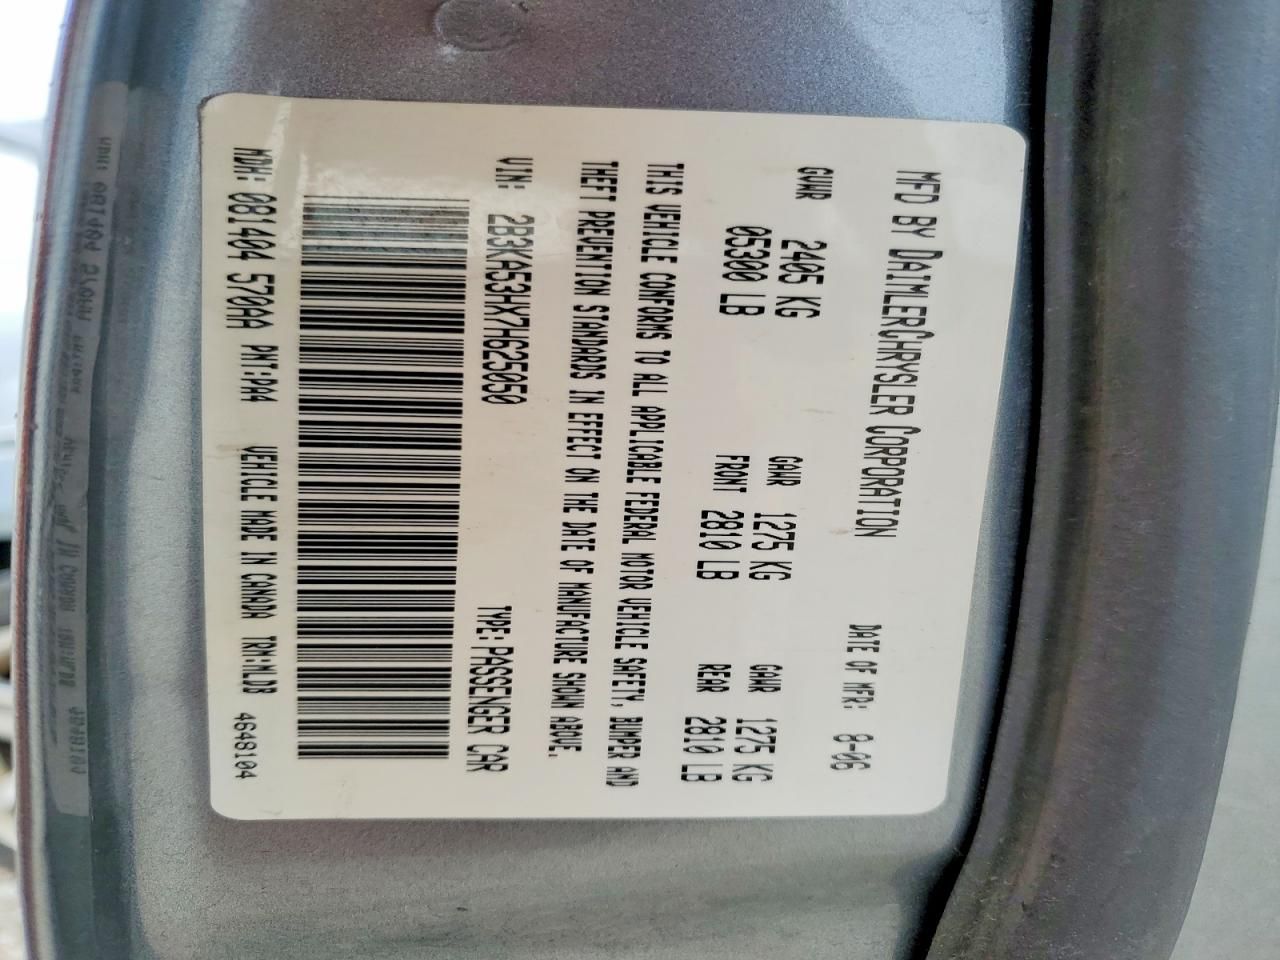 MFD BY DAIMLERCHRYSLER CORPORATION DATE OF MFR: 8-06
GVWR 2405 KG GAWR 1275 KG GAWR 1275 KG
05300 LB FRONT 2810 LB REAR 2810 LB
THIS VEHICLE CONFORMS TO ALL APPLICABLE FEDERAL MOTOR VEHICLE SAFETY, BUMPER AND
THEFT PREVENTION STANDARDS IN EFFECT ON THE DATE OF MANUFACTURE SHOWN ABOVE.
VIN: 2B3KA53HX7H625050 TYPE: PASSENGER CAR
MDH: 081404 570AA PNT:PA4 VEHICLE MADE IN CANADA TRM:MLDB 4648104